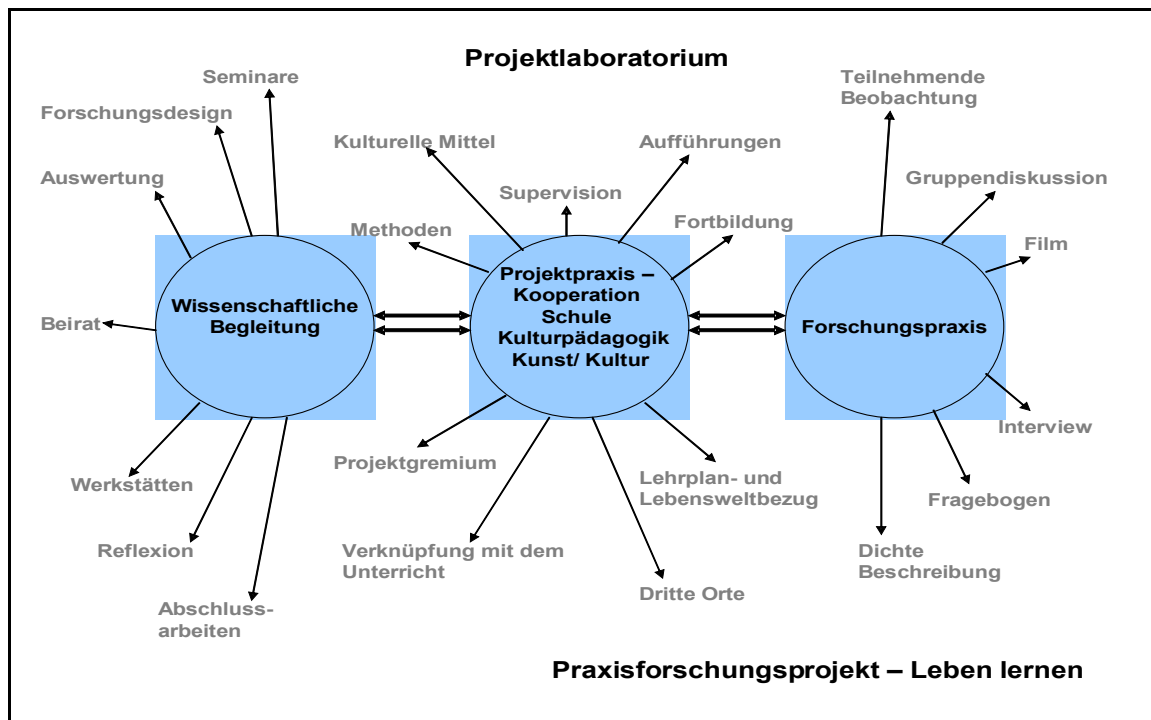 Projektlaboratorium
Seminare
Forschungsdesign
Auswertung
Beirat
Wissenschaftliche
Begleitung
Werkstätten
Reflexion
Abschluss-
arbeiten
Kulturelle Mittel
Methoden
Supervision
Aufführungen
Fortbildung
Projektpraxis –
Kooperation
Schule
Kulturpädagogik
Kunst/ Kultur
Projektgremium
Verknüpfung mit dem
Unterricht
Dritte Orte
Lehrplan- und
Lebensweltbezug
Teilnehmende
Beobachtung
Gruppendiskussion
Film
Forschungspraxis
Interview
Fragebogen
Dichte
Beschreibung
Praxisforschungsprojekt – Leben lernen